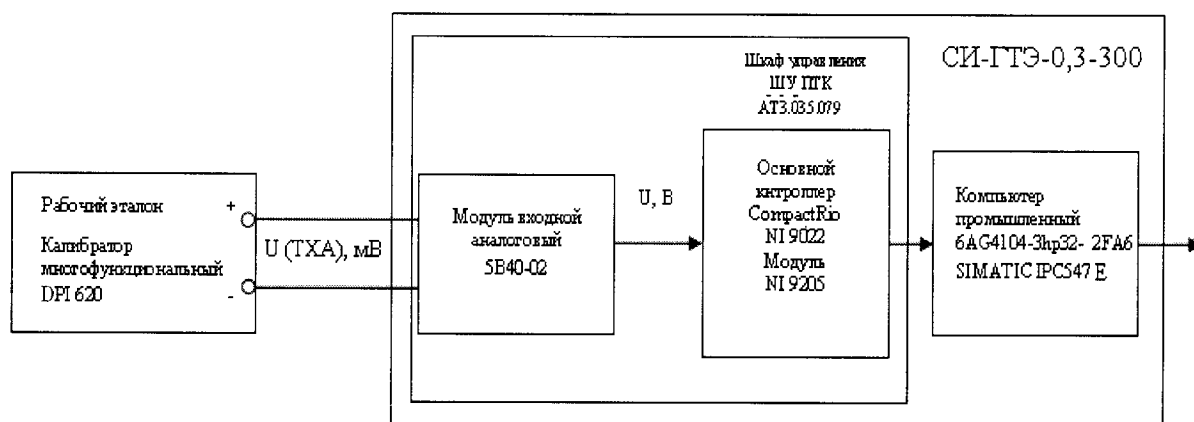 СИ-ГТЭ-0,3-300
Шкаф управления
ШУ ПТК
АТ3.035.079
Рабочий эталон
Калибратор
многофункциональный
DPI 620
+
-
U (ТХА), мВ
Модуль входной
аналоговый
5В40-02
U, В
Основной
кнтроллер
CompactRio
NI 9022
Модуль
NI 9205
Компьютер
промышленный
6AG4104-3hp32- 2FA6
SIMATIC IPC547 E